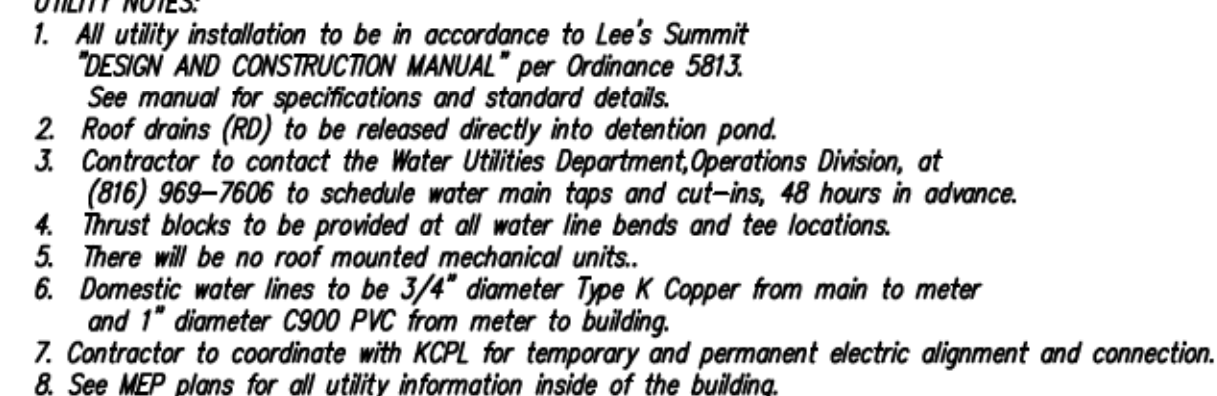 UTILITY NOTES:
1. All utility installation to be in accordance to Lee's Summit
"DESIGN AND CONSTRUCTION MANUAL" per Ordinance 5813.
See manual for specifications and standard details.
2. Roof drains (RD) to be released directly into detention pond.
3. Contractor to contact the Water Utilities Department,Operations Division, at
(816) 969-7606 to schedule water main taps and cut-ins, 48 hours in advance.
4. Thrust blocks to be provided at all water line bends and tee locations.
5. There will be no roof mounted mechanical units..
6. Domestic water lines to be 3/4" diameter Type K Copper from main to meter
and 1" diameter C900 PVC from meter to building.
7. Contractor to coordinate with KCPL for temporary and permanent electric alignment and connection.
8. See MEP plans for all utility information inside of the building.